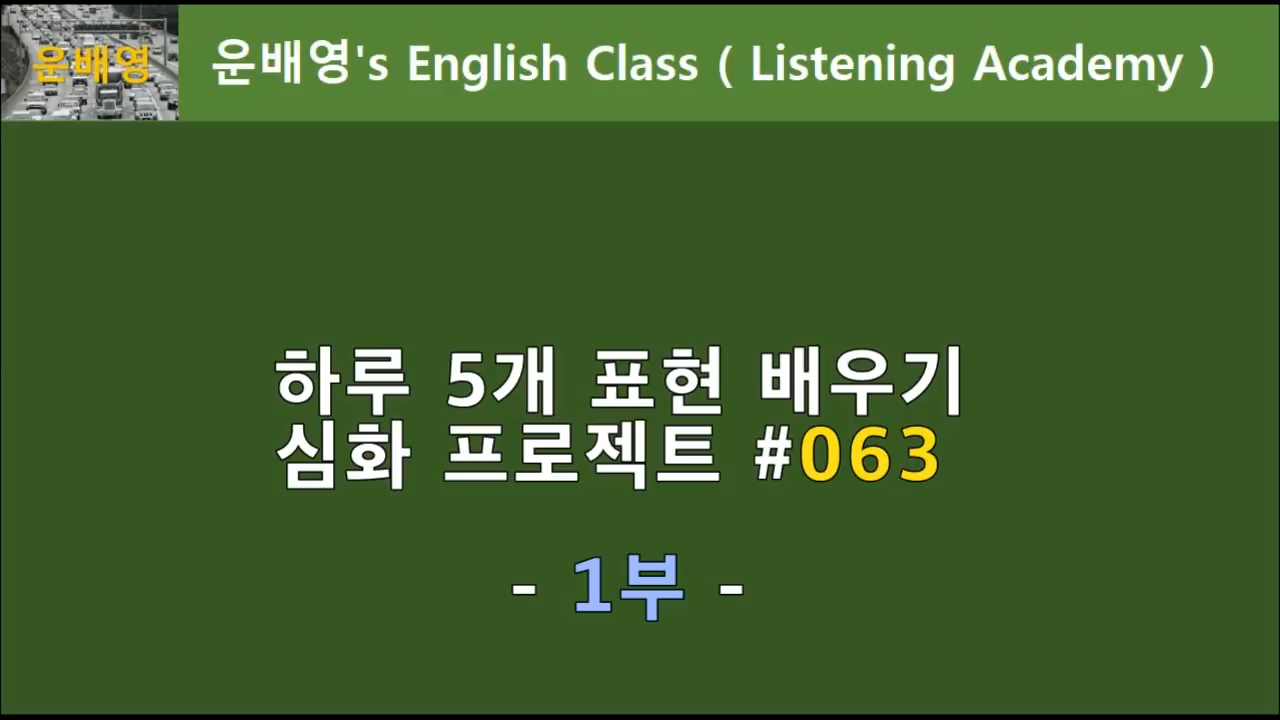 운배영
운배영's English Class ( Listening Academy )
하루 5개 표현 배우기
심화 프로젝트 #063
- 1부 -